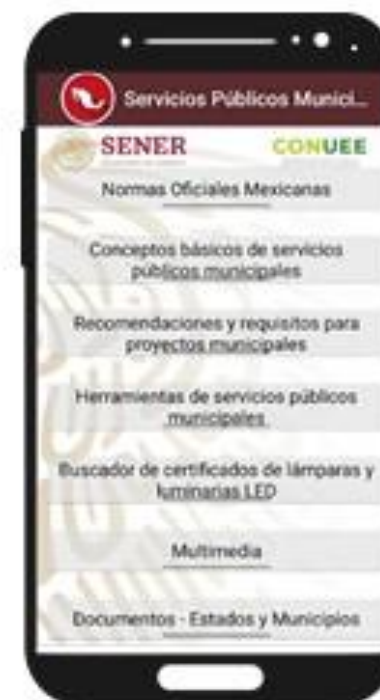 Servicios Públicos Munici...
SENER
CONUEE
Normas Oficiales Mexicanas
Conceptos básicos de servicios
públicos municipales
Recomendaciones y requisitos para
proyectos municipales
Herramientas de servicios públicos
municipales
Buscador de certificados de lámparas y
luminarias LED
Multimedia
Documentos - Estados y Municipios